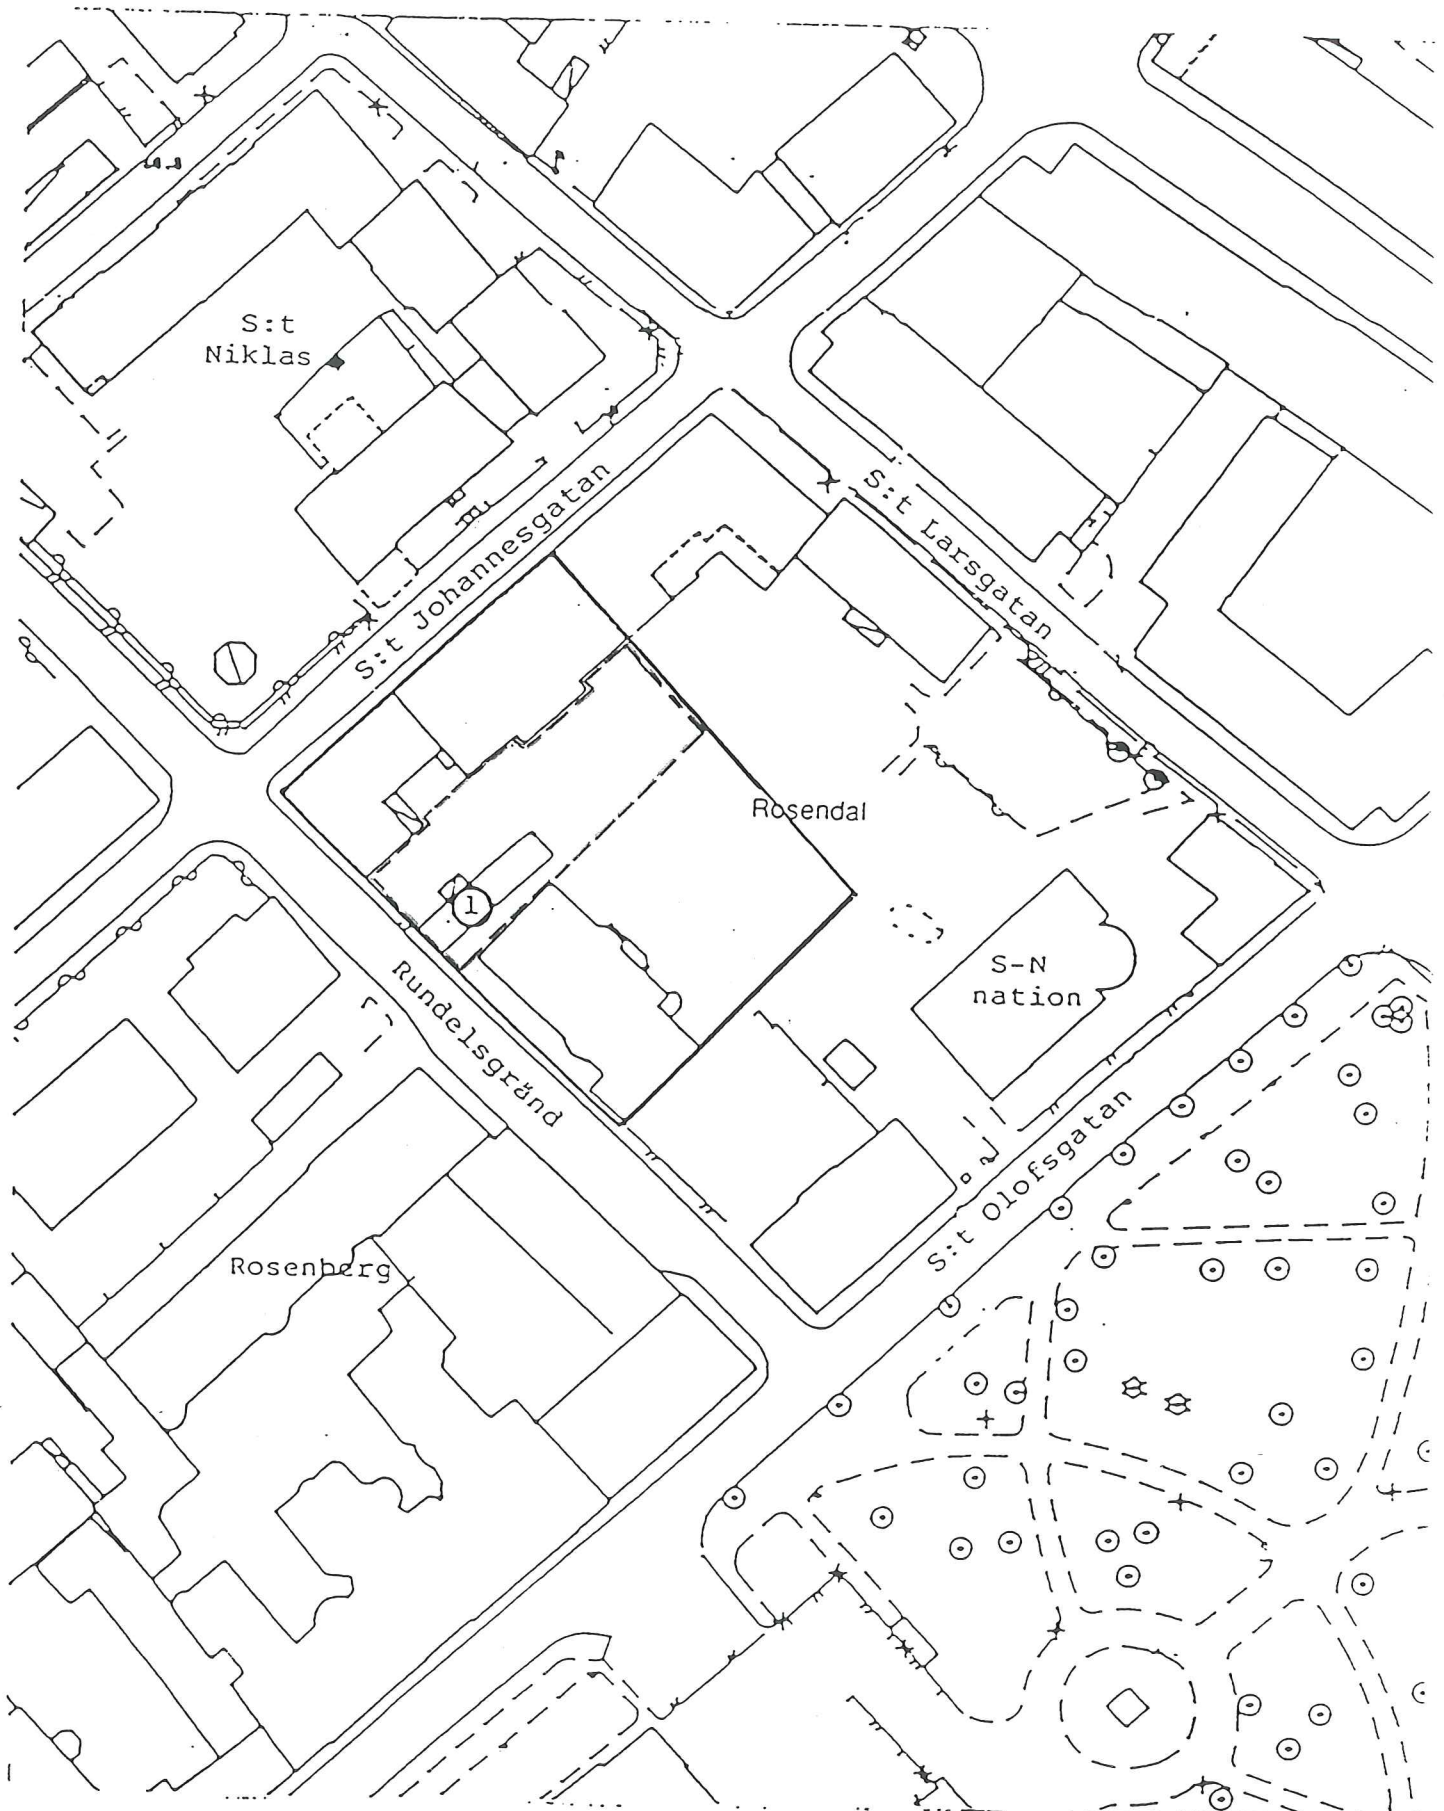 S:t
Niklas
S:t Johannesgatan
S:t Larsgatan
Rosendal
1
S-N
nation
Rundelsgränd
S:t Olofsgatan
Rosenberg